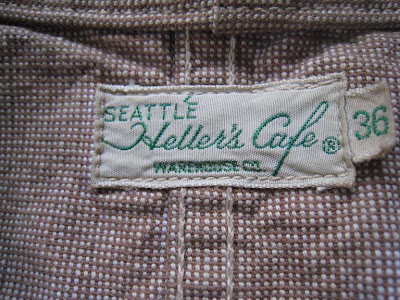 SEATTLE
Heller's Cafe ® 36
WAREHOUSE CO.